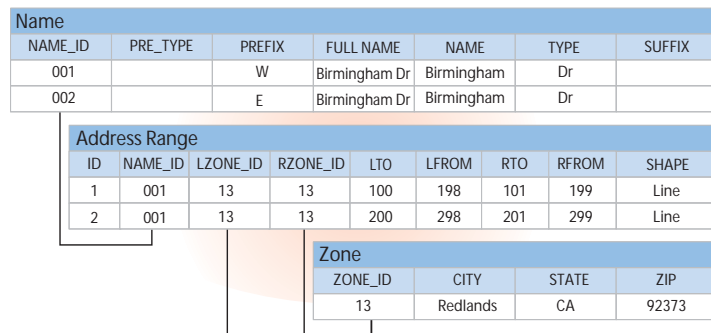 Name
NAME_ID PRE_TYPE PREFIX FULL NAME NAME TYPE SUFFIX
001 W Birmingham Dr Birmingham Dr
002 E Birmingham Dr Birmingham Dr
Address Range
ID NAME_ID LZONE_ID RZONE_ID LTO LFROM RTO RFROM SHAPE
1 001 13 13 100 198 101 199 Line
2 001 13 13 200 298 201 299 Line
Zone
ZONE_ID CITY STATE ZIP
13 Redlands CA 92373